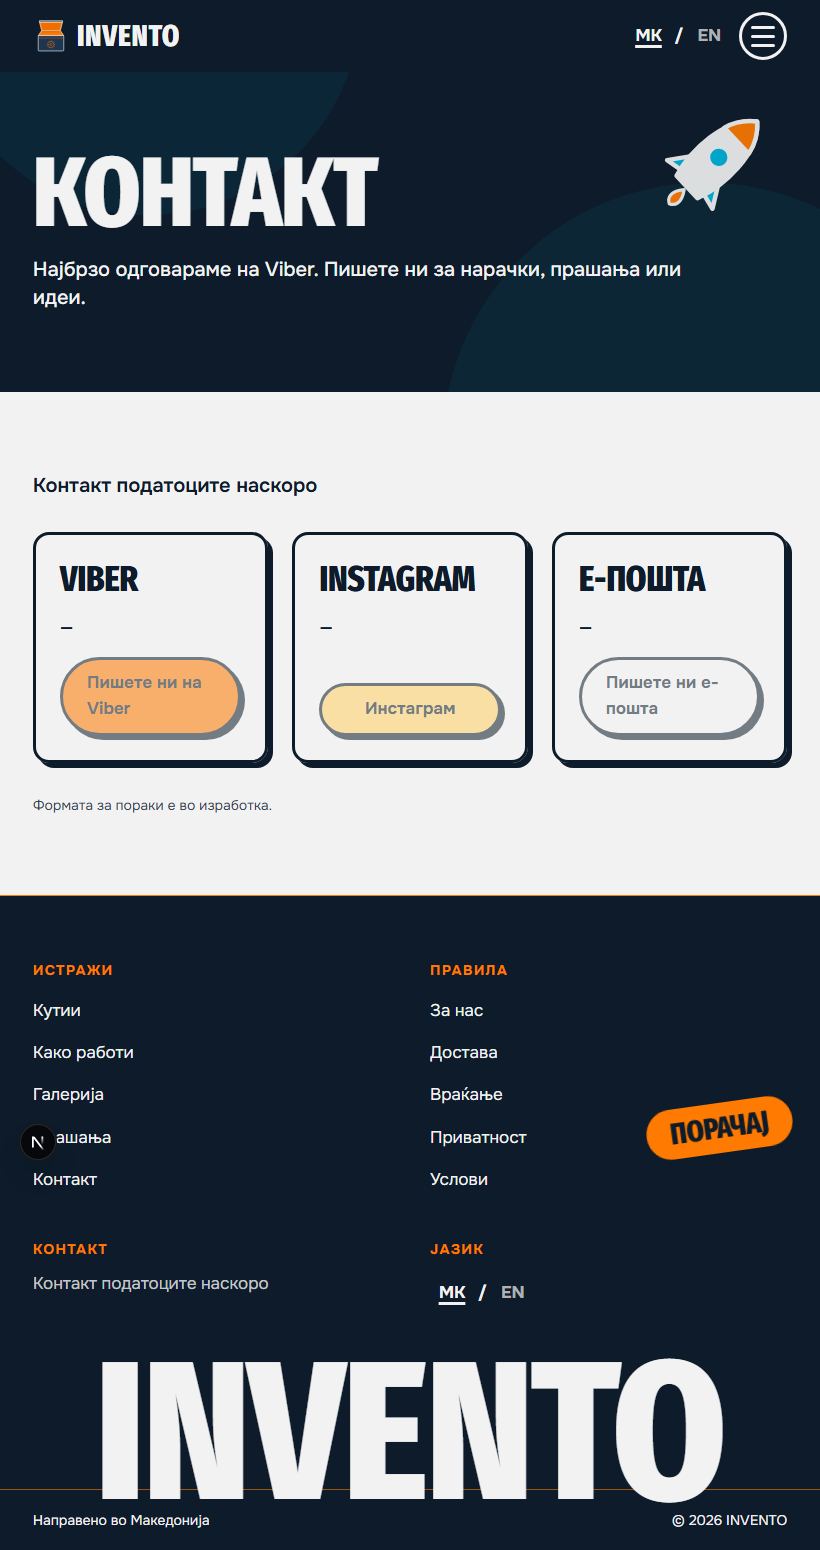 INVENTO
MK / EN
КОНТАКТ
Најбрзо одговараме на Viber. Пишете ни за нарачки, прашања или
идеи.
Контакт податоците наскоро
VIBER
–
Пишете ни на
Viber
INSTAGRAM
–
Инстаграм
Е-ПОШТА
–
Пишете ни е-
пошта
Формата за пораки е во изработка.
ИСТРАЖИ
Кутии
Како работи
Галерија
Контакт
ПРАВИЛА
За нас
Достава
Враќање
Приватност
Услови
ПОРАЧАЈ
КОНТАКТ
Контакт податоците наскоро
ЈАЗИК
MK / EN
INVENTO
Направено во Македонија
© 2026 INVENTO